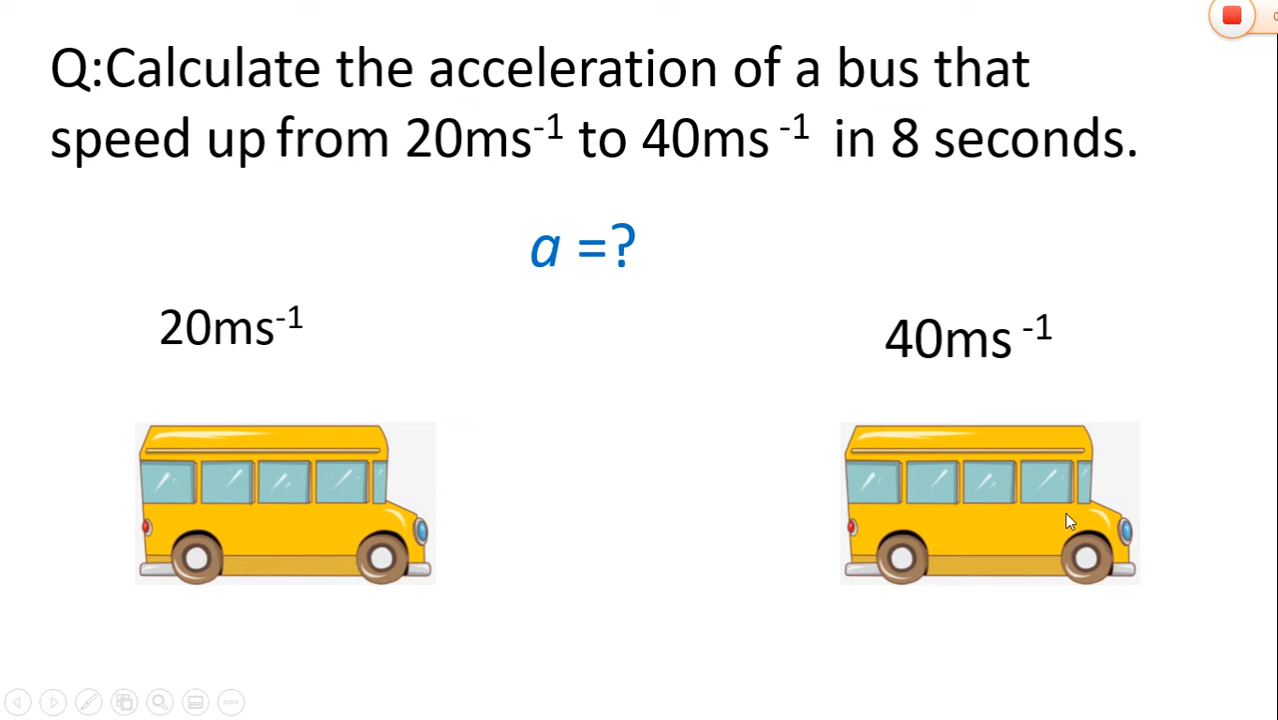 Q:Calculate the acceleration of a bus that
speed up from 20ms⁻¹ to 40ms ⁻¹ in 8 seconds.
a =?
20ms⁻¹
40ms ⁻¹